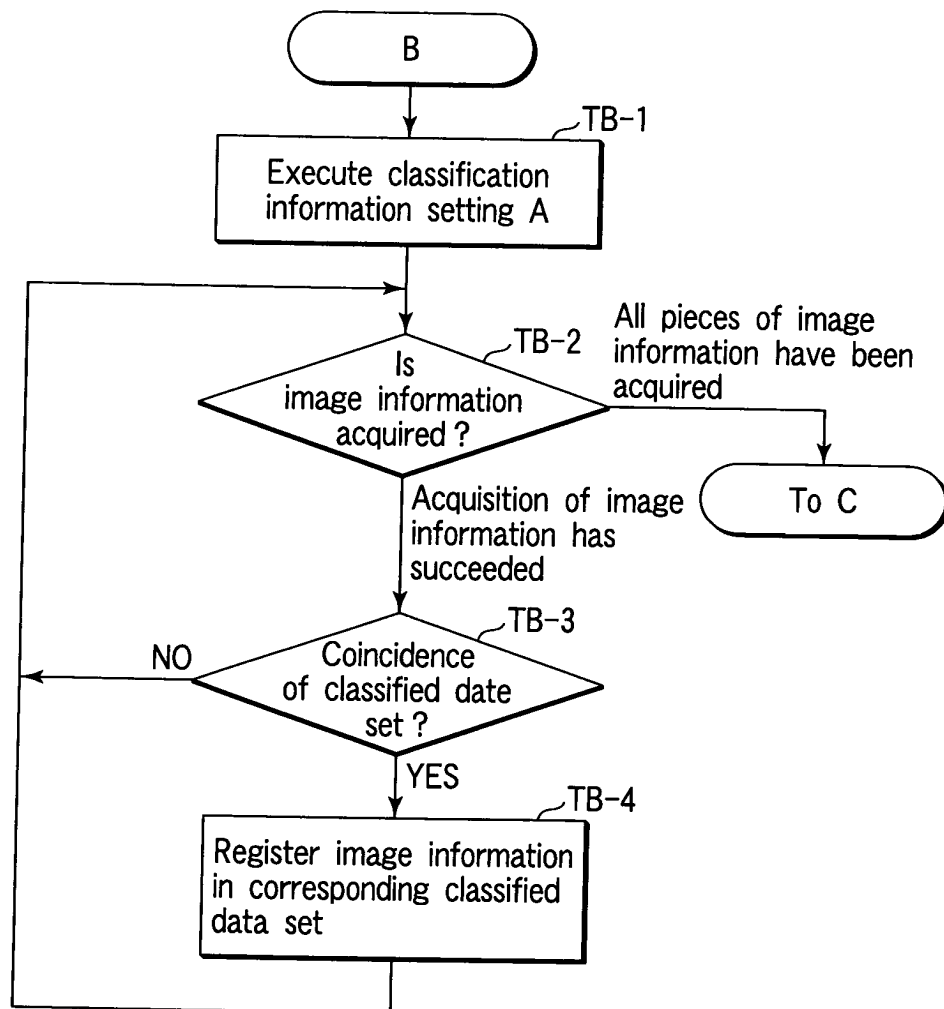 B
TB-1
Execute classification
information setting A
TB-2
Is
image information
acquired ?
All pieces of image
information have been
acquired
To C
Acquisition of image
information has
succeeded
TB-3
NO
Coincidence
of classified date
set ?
YES
TB-4
Register image information
in corresponding classified
data set